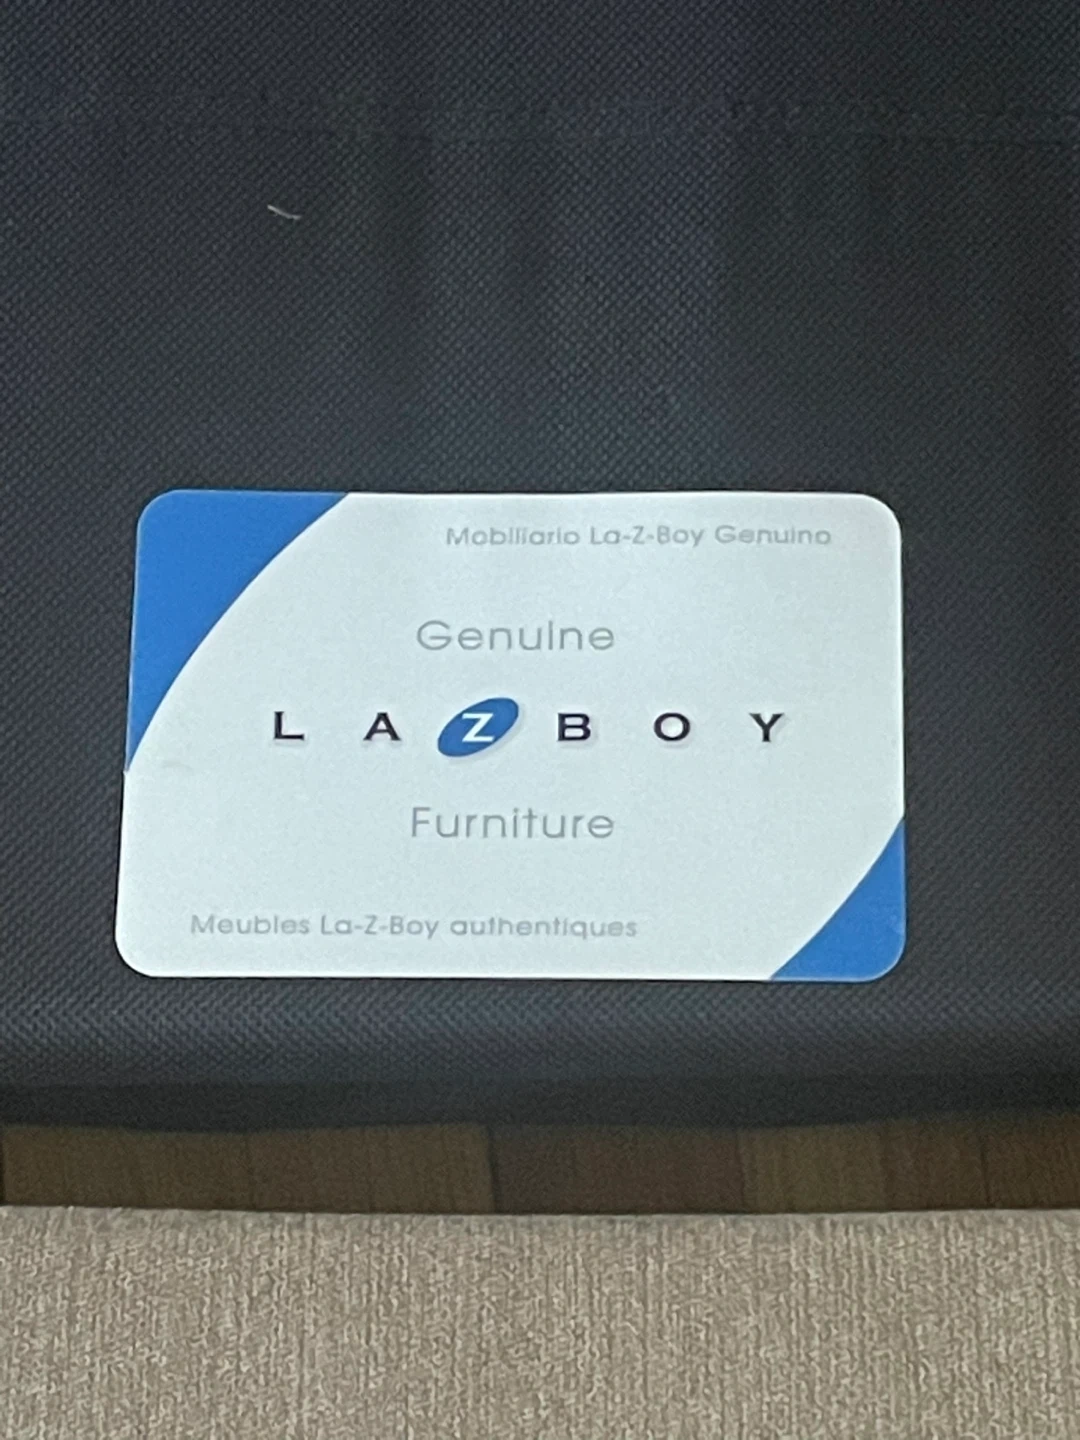 Mobiliario La-Z-Boy Genuino
Genuine
LAZBOY
Furniture
Meubles La-Z-Boy authentiques